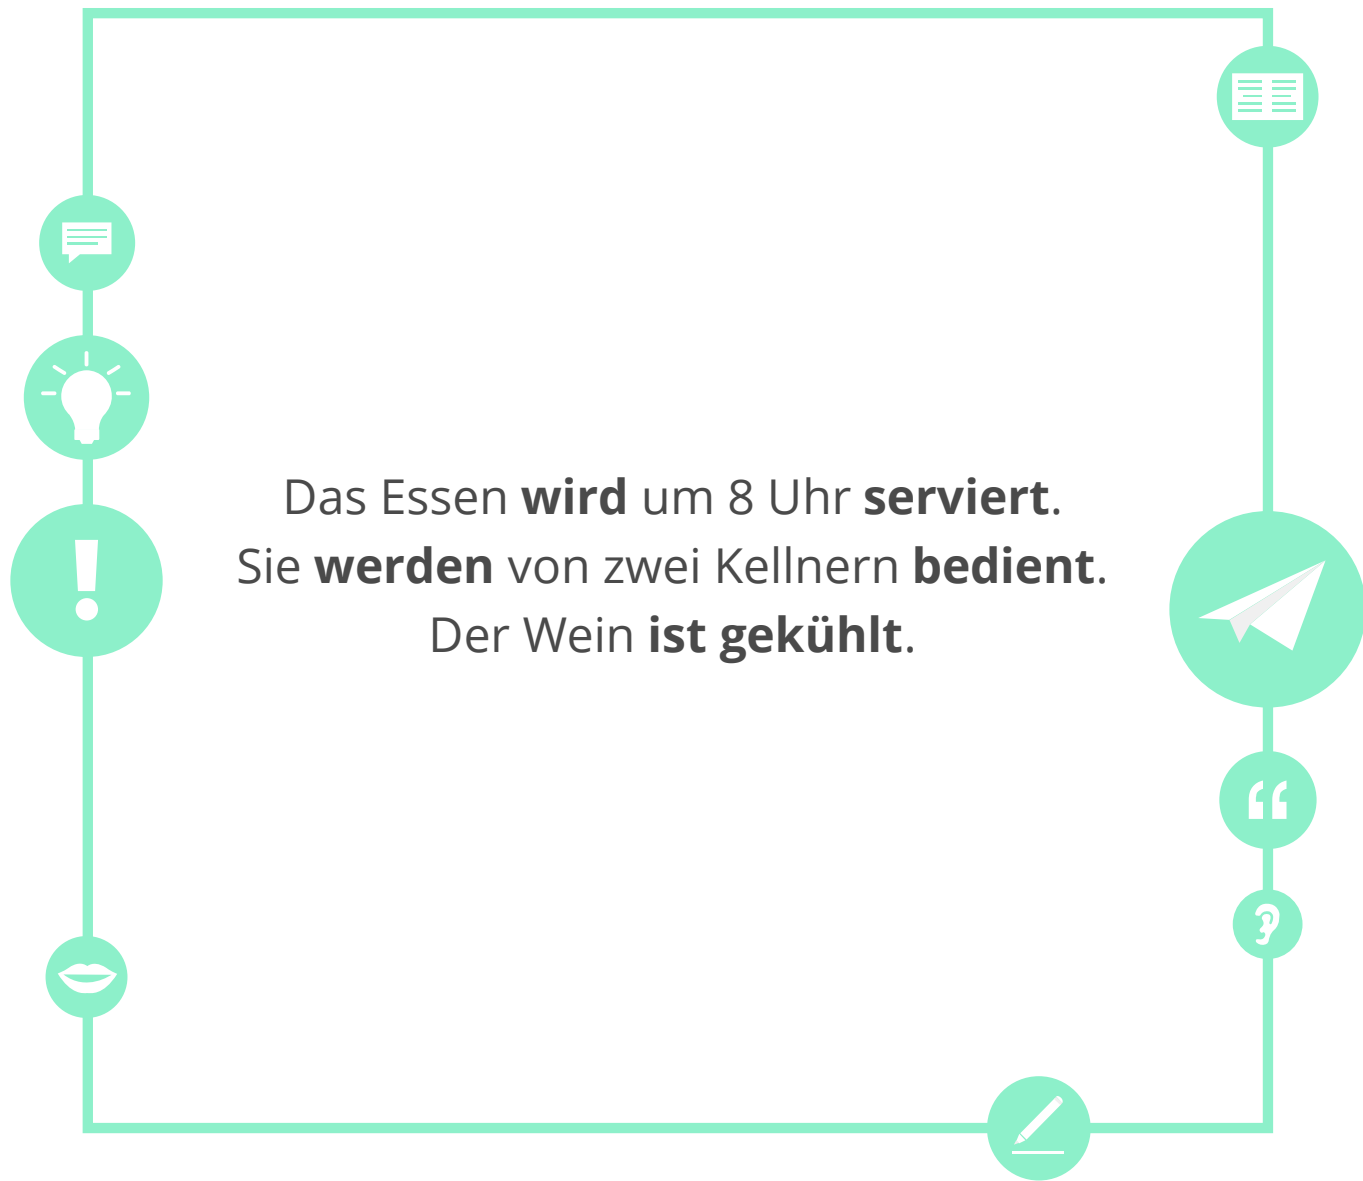 Das Essen wird um 8 Uhr serviert.
Sie werden von zwei Kellnern bedient.
Der Wein ist gekühlt.